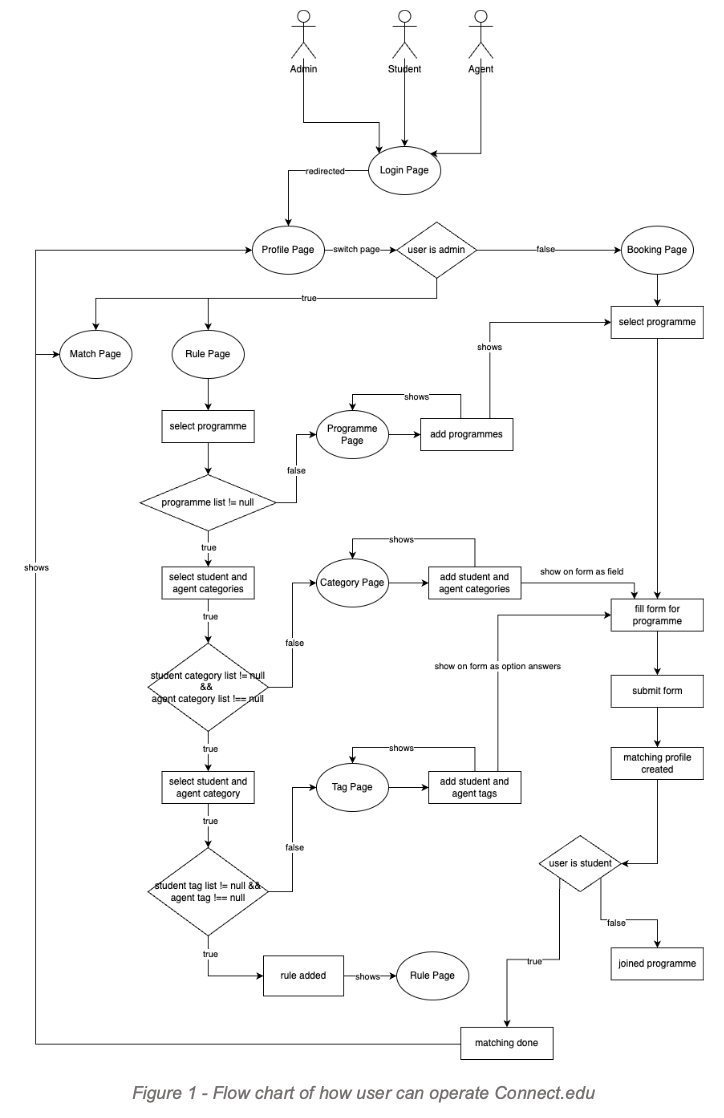 Admin
Student
Agent
Login Page
redirected
Profile Page
switch page
user is admin
false
Booking Page
true
select programme
Match Page
Rule Page
shows
shows
select programme
Programme
Page
add programmes
false
programme list != null
true
shows
shows
select student and
agent categories
Category Page
add student and
agent categories
show on form as field
fill form for
programme
true
false
student category list != null
&&
agent category list !== null
show on form as option answers
submit form
true
shows
matching profile
created
select student and
agent category
Tag Page
add student and
agent tags
true
false
user is student
student tag list != null &&
agent tag !== null
false
true
true
joined programme
rule added
shows
Rule Page
matching done
Figure 1 - Flow chart of how user can operate Connect.edu